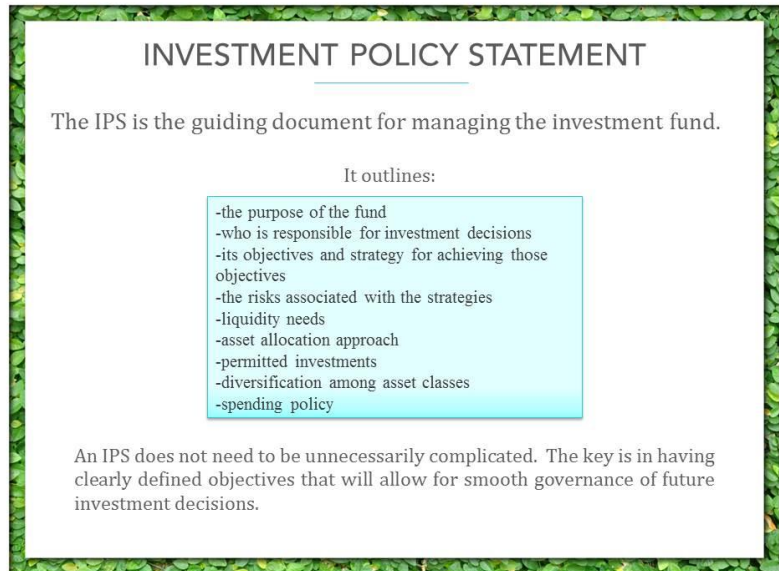 INVESTMENT POLICY STATEMENT
The IPS is the guiding document for managing the investment fund.
It outlines:
-the purpose of the fund
-who is responsible for investment decisions
-its objectives and strategy for achieving those
objectives
-the risks associated with the strategies
-liquidity needs
-asset allocation approach
-permitted investments
-diversification among asset classes
-spending policy
An IPS does not need to be unnecessarily complicated. The key is in having
clearly defined objectives that will allow for smooth governance of future
investment decisions.